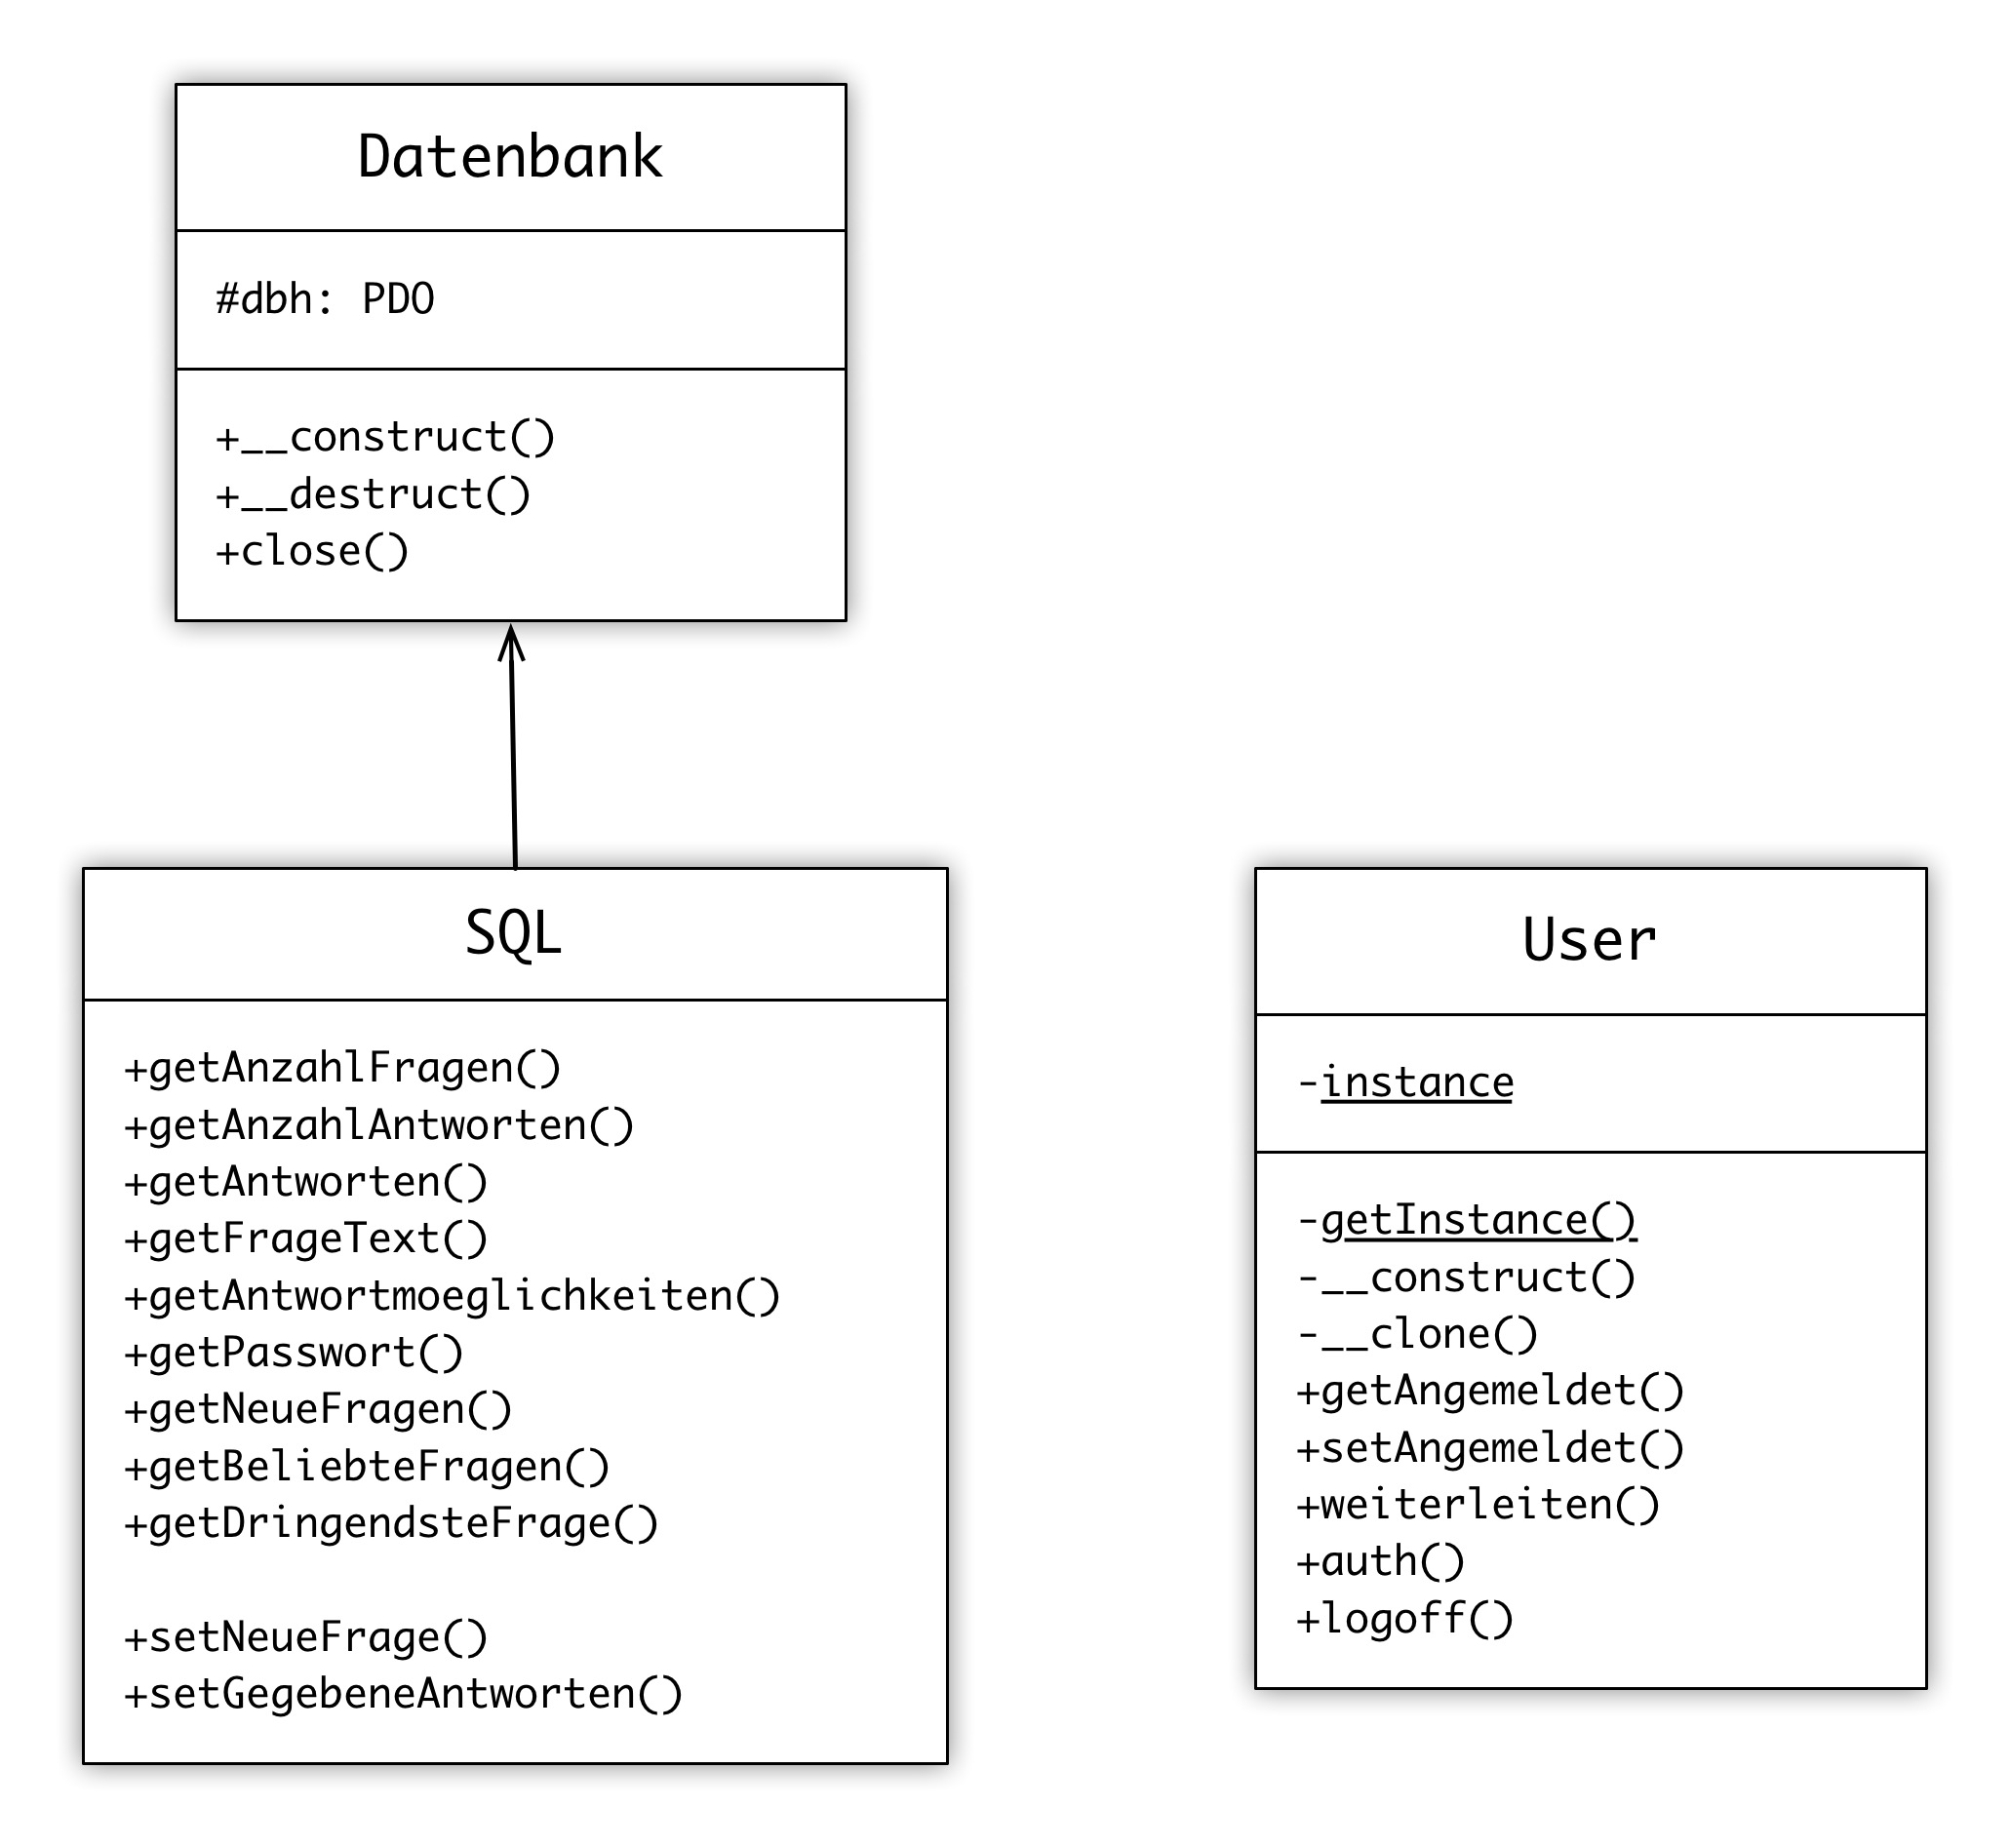 Datenbank
#dbh: PDO
+__construct()
+__destruct()
+close()
SQL
+getAnzahlFragen()
+getAnzahlAntworten()
+getAntworten()
+getFrageText()
+getAntwortmoeglichkeiten()
+getPasswort()
+getNeueFragen()
+getBeliebteFragen()
+getDringendsteFrage()
+setNeueFrage()
+setGegebeneAntworten()
User
-instance
-getInstance()
-__construct()
-__clone()
+getAngemeldet()
+setAngemeldet()
+weiterleiten()
+auth()
+logoff()